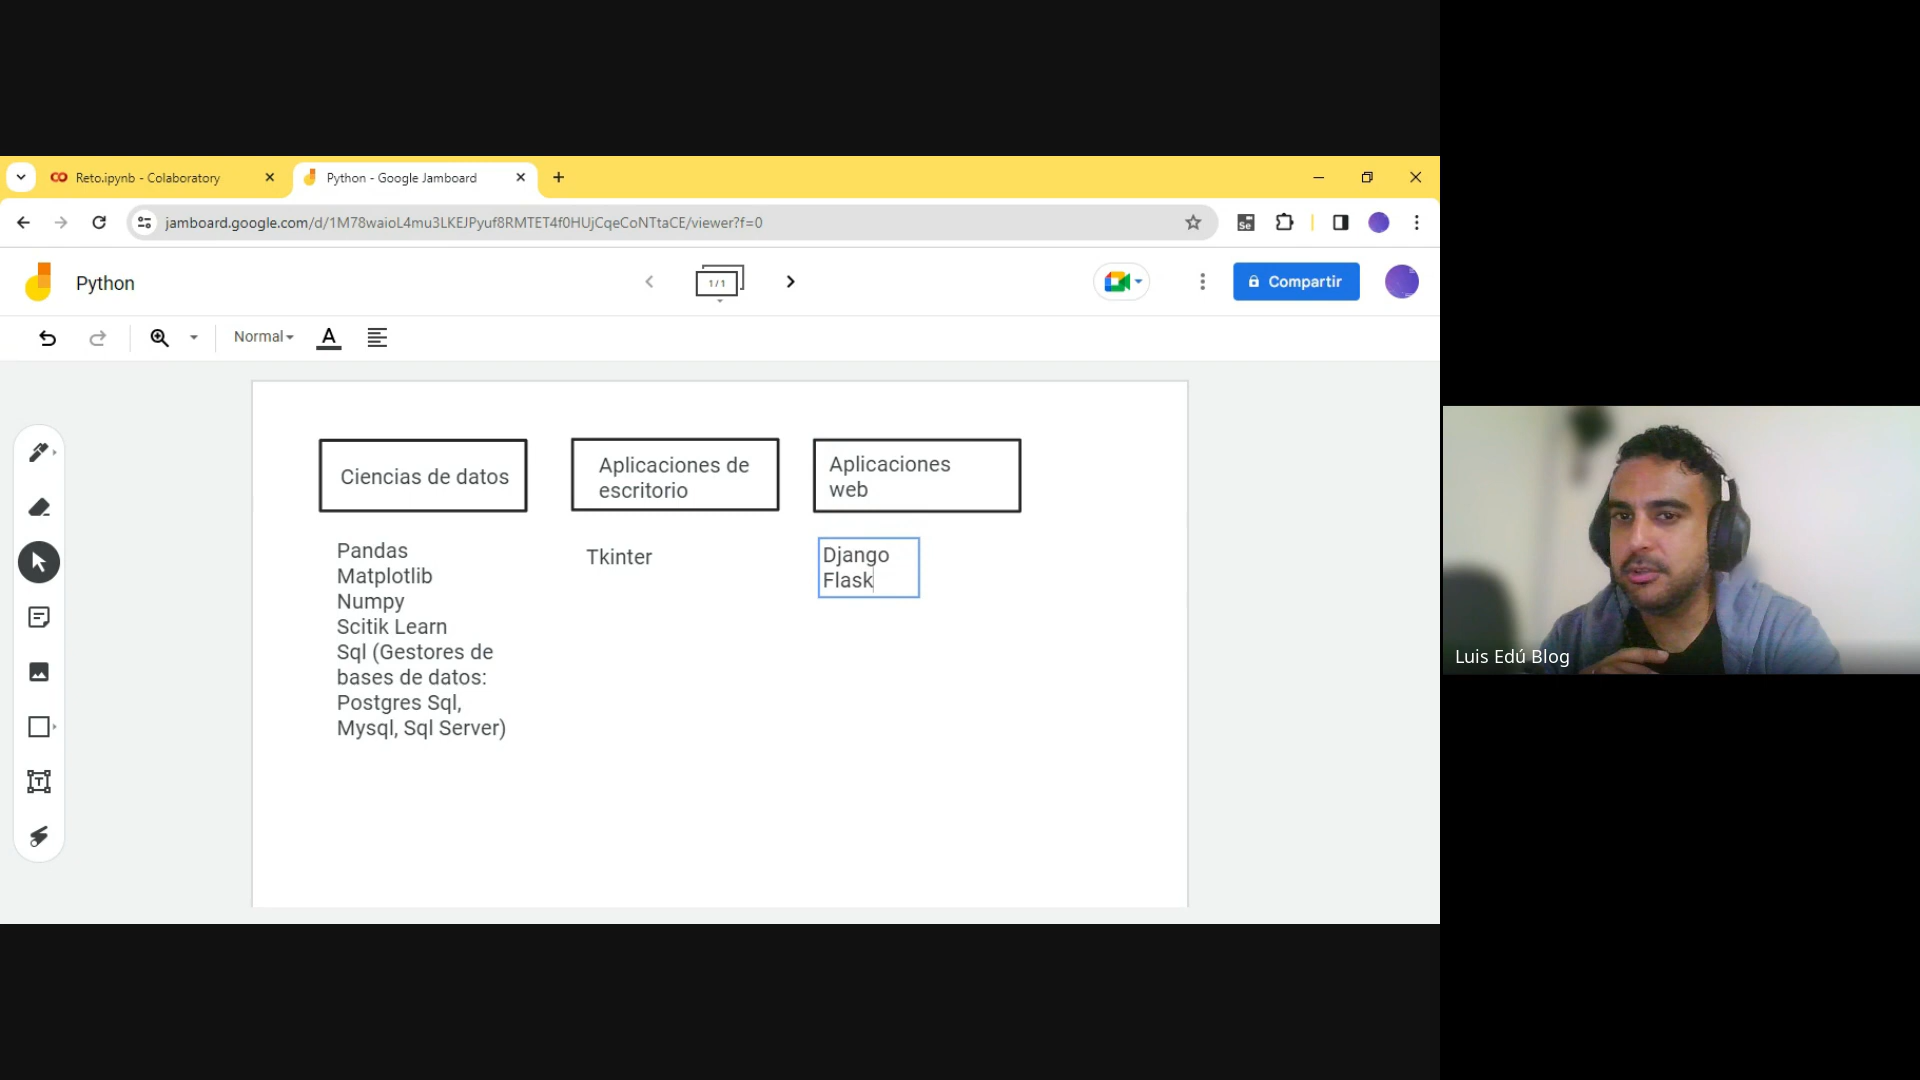 Reto.ipynb - Colaboratory
Python - Google Jamboard
jamboard.google.com/d/1M78waioL4mu3LKEJPyuf8RMTET4f0HUjCqeCoNTtaCE/viewer?f=0
Se
Python
1/1
Compartir
Normal
A
Ciencias de datos
Aplicaciones de
escritorio
Aplicaciones
web
Pandas
Matplotlib
Numpy
Scitik Learn
Sql (Gestores de
bases de datos:
Postgres Sql,
Mysql, Sql Server)
Tkinter
Django
Flask
Luis Edú Blog